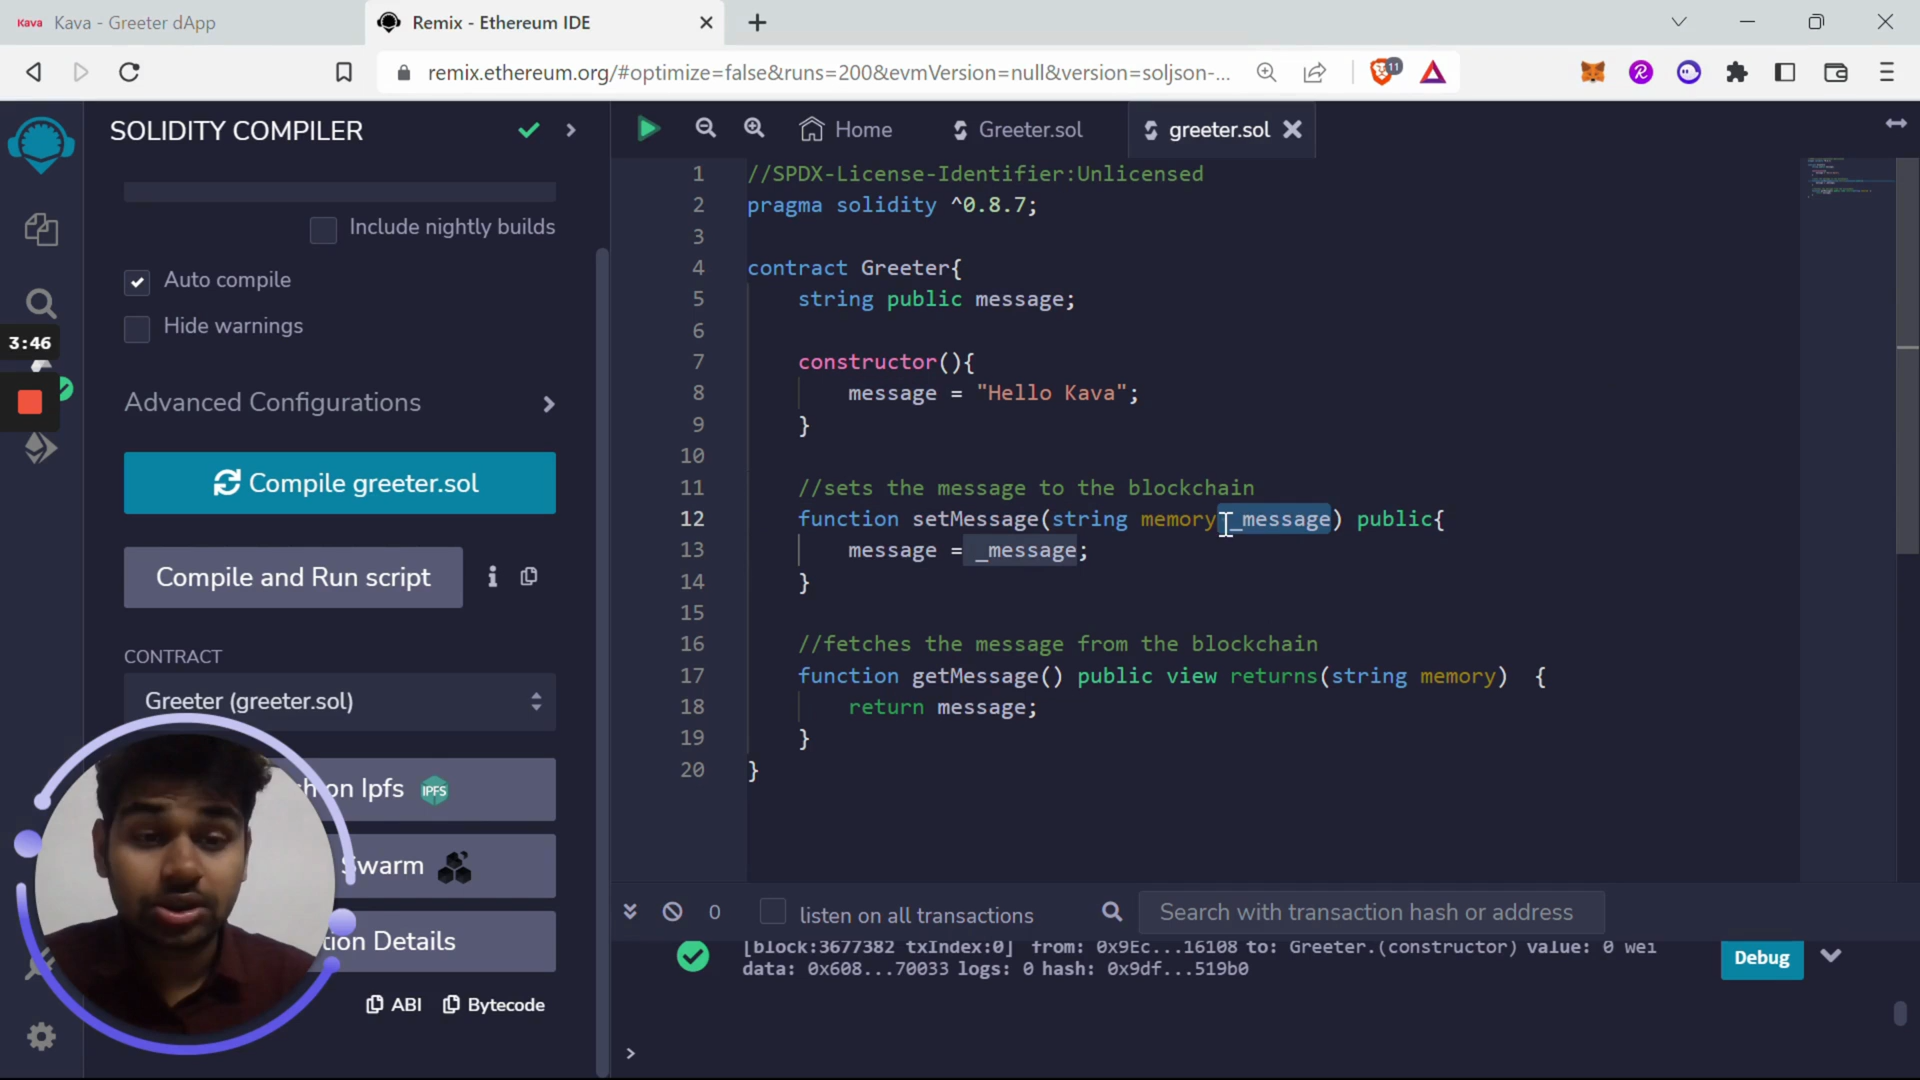 Kava Kava - Greeter dApp
Remix - Ethereum IDE
remix.ethereum.org/#optimize=false&runs=200&evmVersion=null&version=soljson-...
11
SOLIDITY COMPILER
Include nightly builds
Auto compile
Hide warnings
3:46
Advanced Configurations
Compile greeter.sol
Compile and Run script
CONTRACT
Greeter (greeter.sol)
on Ipfs IPFS
Swarm
Details
ABI Bytecode
Home Greeter.sol greeter.sol
1 //SPDX-License-Identifier:Unlicensed
2 pragma solidity ^0.8.7;
3
4 contract Greeter{
5 string public message;
6
7 constructor(){
8 message = "Hello Kava";
9 }
10
11 //sets the message to the blockchain
12 function setMessage(string memory _message) public{
13 message = _message;
14 }
15
16 //fetches the message from the blockchain
17 function getMessage() public view returns(string memory) {
18 return message;
19 }
20 }
0 listen on all transactions Search with transaction hash or address
[block:3677382 txIndex:0] from: 0x9Ec...16108 to: Greeter.(constructor) value: 0 wei
data: 0x608...70033 logs: 0 hash: 0x9df...519b0
Debug
>